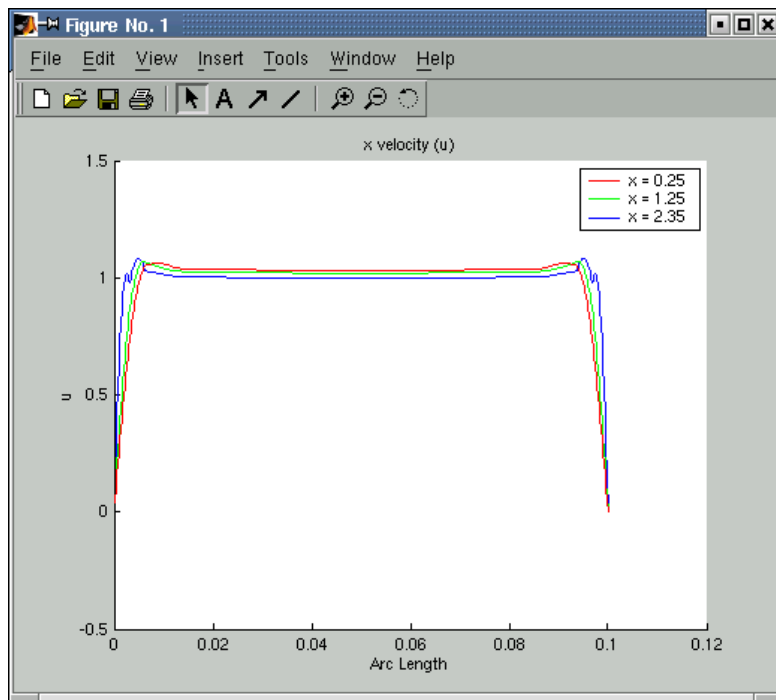 Figure No. 1
File Edit View Insert Tools Window Help
A
x velocity (u)
1.5
1
0.5
0
-0.5
u
x = 0.25
x = 1.25
x = 2.35
0 0.02 0.04 0.06 0.08 0.1 0.12
Arc Length